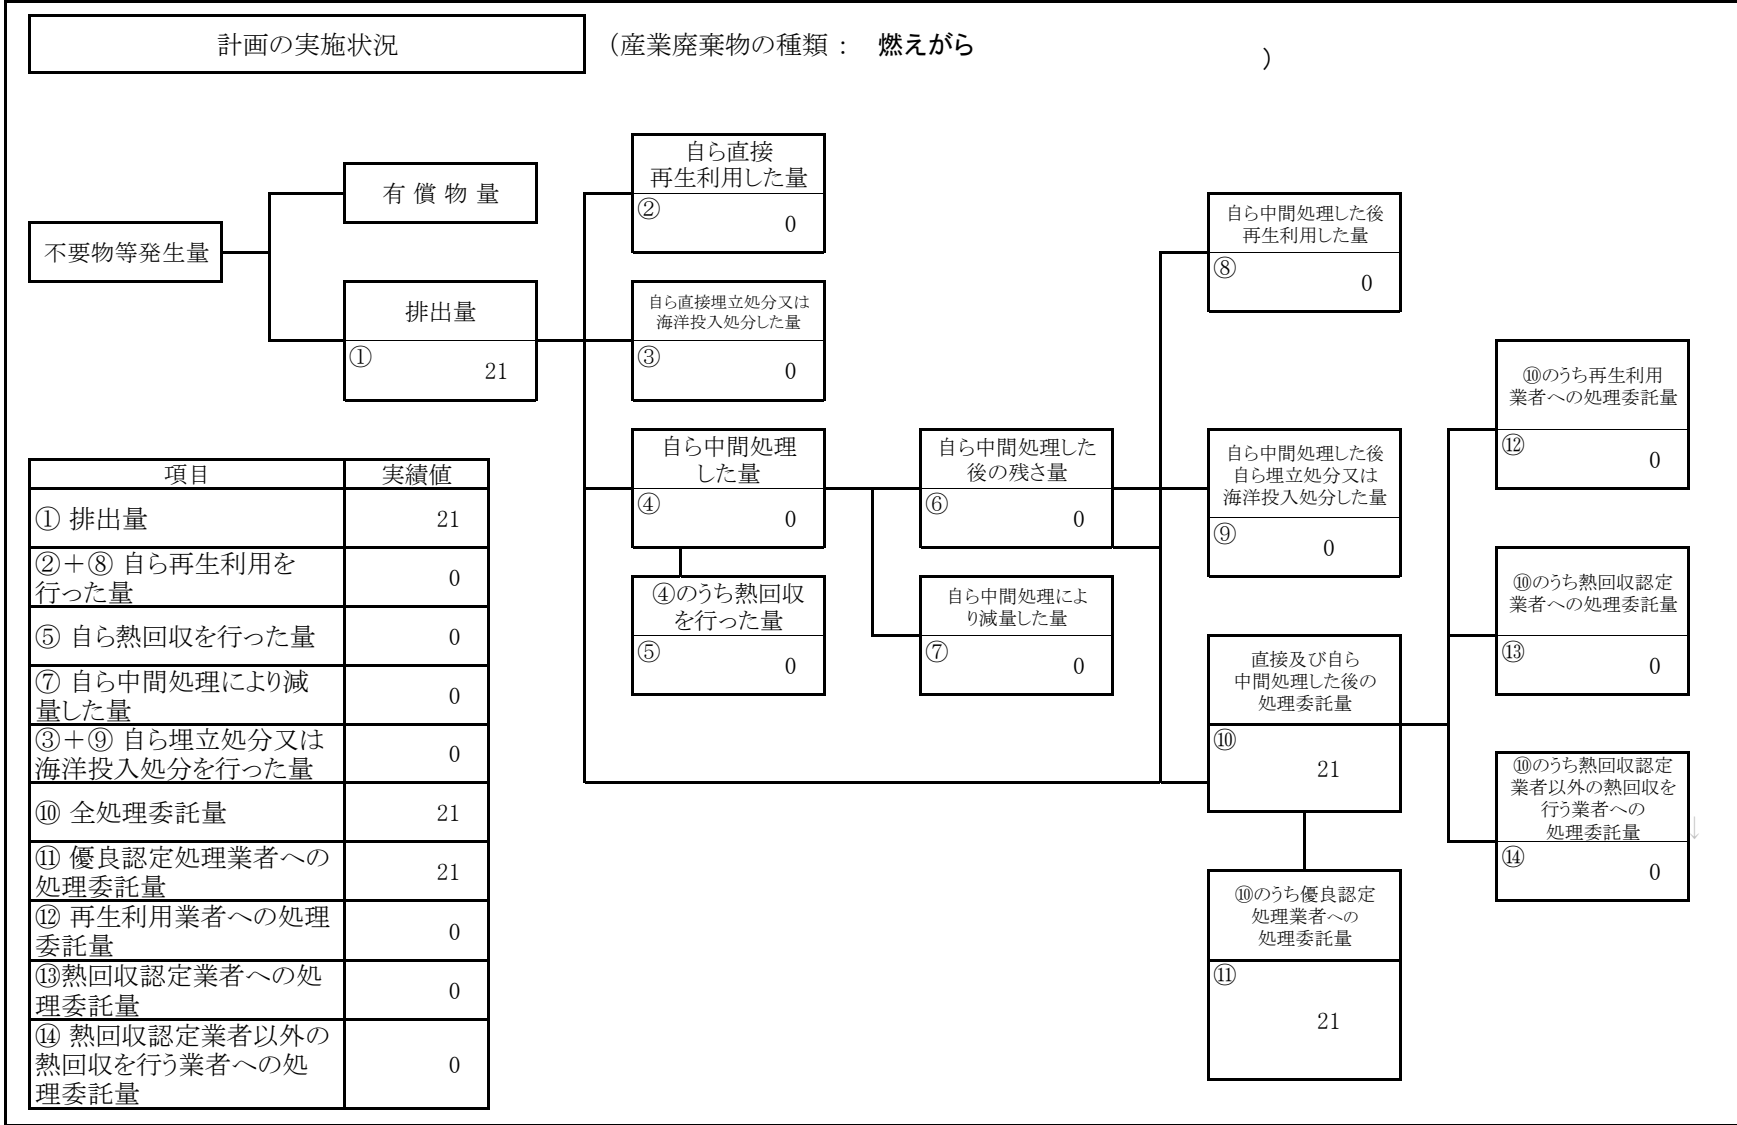 計画の実施状況
（産業廃棄物の種類： 燃えがら ）
不要物等発生量
有 償 物 量
排出量
①
21
自ら直接
再生利用した量
②
0
自ら直接埋立処分又は
海洋投入処分した量
③
0
自ら中間処理
した量
④
0
④のうち熱回収
を行った量
⑤
0
自ら中間処理した
後の残さ量
⑥
0
自ら中間処理によ
り減量した量
⑦
0
自ら中間処理した後
再生利用した量
⑧
0
自ら中間処理した後
自ら埋立処分又は
海洋投入処分した量
⑨
0
直接及び自ら
中間処理した後の
処理委託量
⑩
21
⑩のうち優良認定
処理業者への
処理委託量
⑪
21
⑩のうち再生利用
業者への処理委託量
⑫
0
⑩のうち熱回収認定
業者への処理委託量
⑬
0
⑩のうち熱回収認定
業者以外の熱回収を
行う業者への
処理委託量
↓
⑭
0
項目 実績値
① 排出量 21
②＋⑧ 自ら再生利用を
行った量 0
⑤ 自ら熱回収を行った量 0
⑦ 自ら中間処理により減
量した量 0
③＋⑨ 自ら埋立処分又は
海洋投入処分を行った量 0
⑩ 全処理委託量 21
⑪ 優良認定処理業者への
処理委託量 21
⑫ 再生利用業者への処理
委託量 0
⑬熱回収認定業者への処
理委託量 0
⑭ 熱回収認定業者以外の
熱回収を行う業者への処
理委託量 0